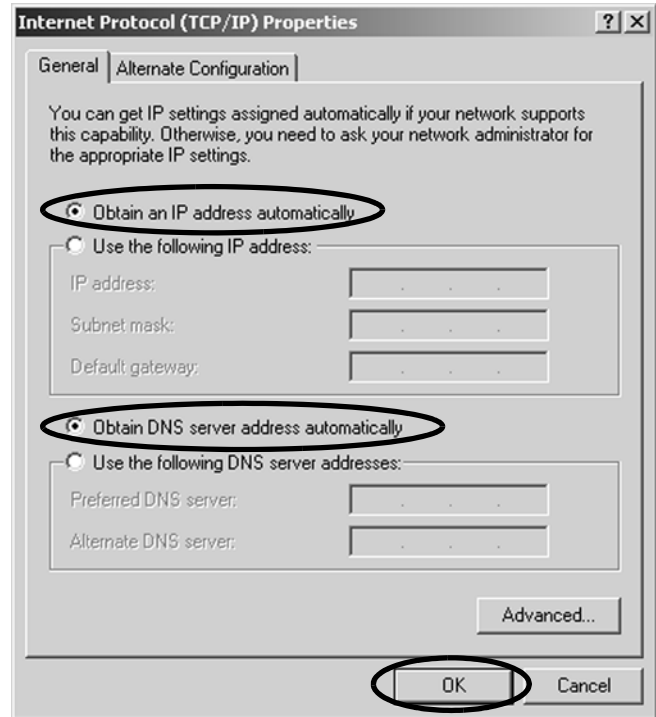 Internet Protocol (TCP/IP) Properties
General
Alternate Configuration
You can get IP settings assigned automatically if your network supports
this capability. Otherwise, you need to ask your network administrator for
the appropriate IP settings.
Obtain an IP address automatically
Use the following IP address:
IP address:
Subnet mask:
Default gateway:
Obtain DNS server address automatically
Use the following DNS server addresses:
Preferred DNS server:
Alternate DNS server:
Advanced...
OK
Cancel